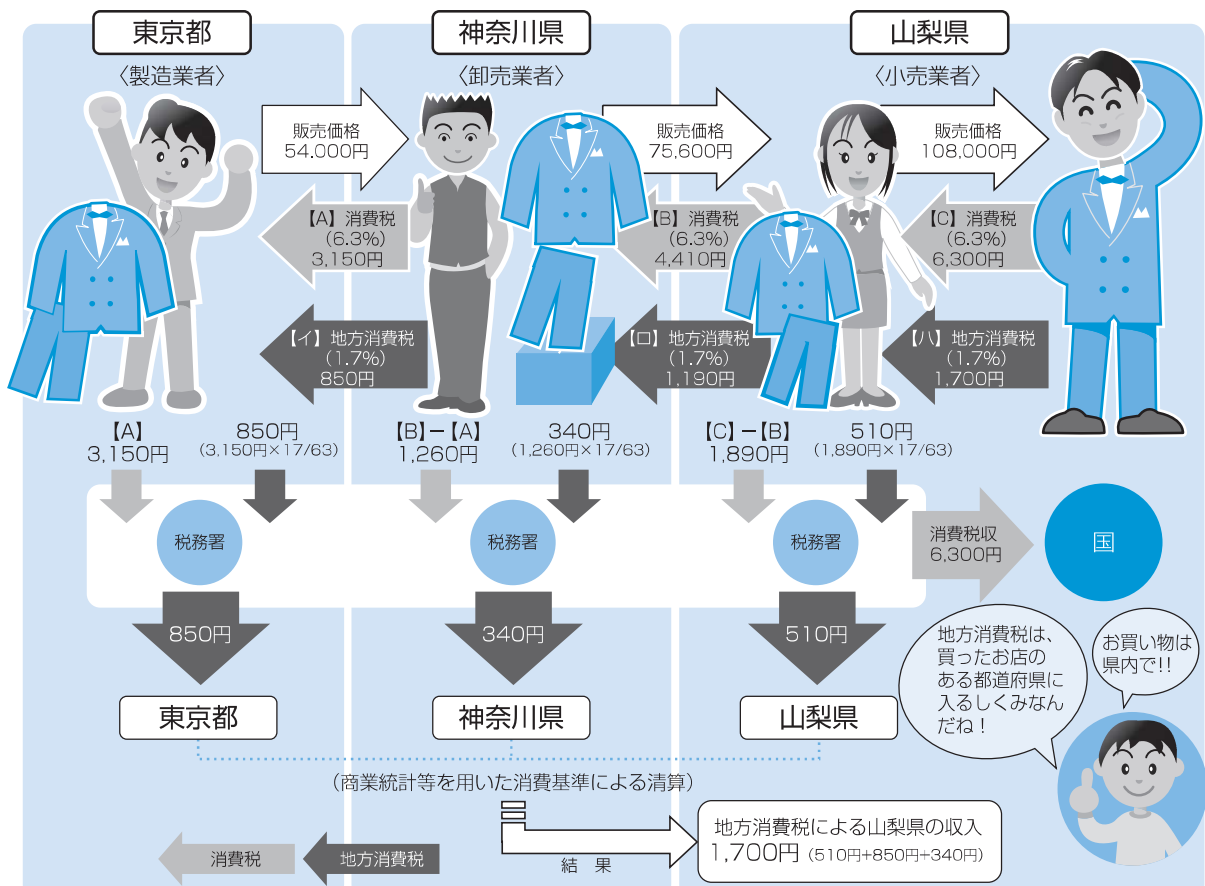 東京都
〈製造業者〉
神奈川県
〈卸売業者〉
山梨県
〈小売業者〉
販売価格
54,000円
販売価格
75,600円
販売価格
108,000円
【A】消費税
(6.3%)
3,150円
【B】消費税
(6.3%)
4,410円
【C】消費税
(6.3%)
6,300円
【イ】地方消費税
(1.7%)
850円
【ロ】地方消費税
(1.7%)
1,190円
【ハ】地方消費税
(1.7%)
1,700円
【A】
3,150円
850円
(3,150円×17/63)
【B】－【A】
1,260円
340円
(1,260円×17/63)
【C】－【B】
1,890円
510円
(1,890円×17/63)
税務署
税務署
税務署
消費税収
6,300円
国
850円
340円
510円
東京都
神奈川県
山梨県
地方消費税は、
買ったお店の
ある都道府県に
入るしくみなん
だね！
お買い物は
県内で!!
(商業統計等を用いた消費基準による清算)
結　果
地方消費税による山梨県の収入
1,700円 (510円+850円+340円)
消費税
地方消費税